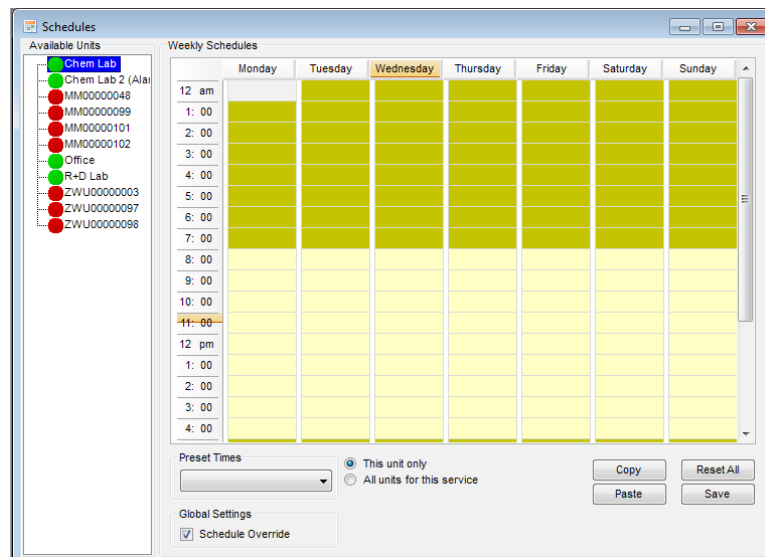 Schedules
Available Units
Chem Lab
Chem Lab 2 (Alar
MM00000048
MM00000099
MM00000101
MM00000102
Office
R+D Lab
ZWU00000003
ZWU00000097
ZWU00000098
Weekly Schedules
Monday Tuesday Wednesday Thursday Friday Saturday Sunday
12 am
1: 00
2: 00
3: 00
4: 00
5: 00
6: 00
7: 00
8: 00
9: 00
10: 00
11: 00
12 pm
1: 00
2: 00
3: 00
4: 00
Preset Times
This unit only
All units for this service
Copy Reset All
Paste Save
Global Settings
Schedule Override